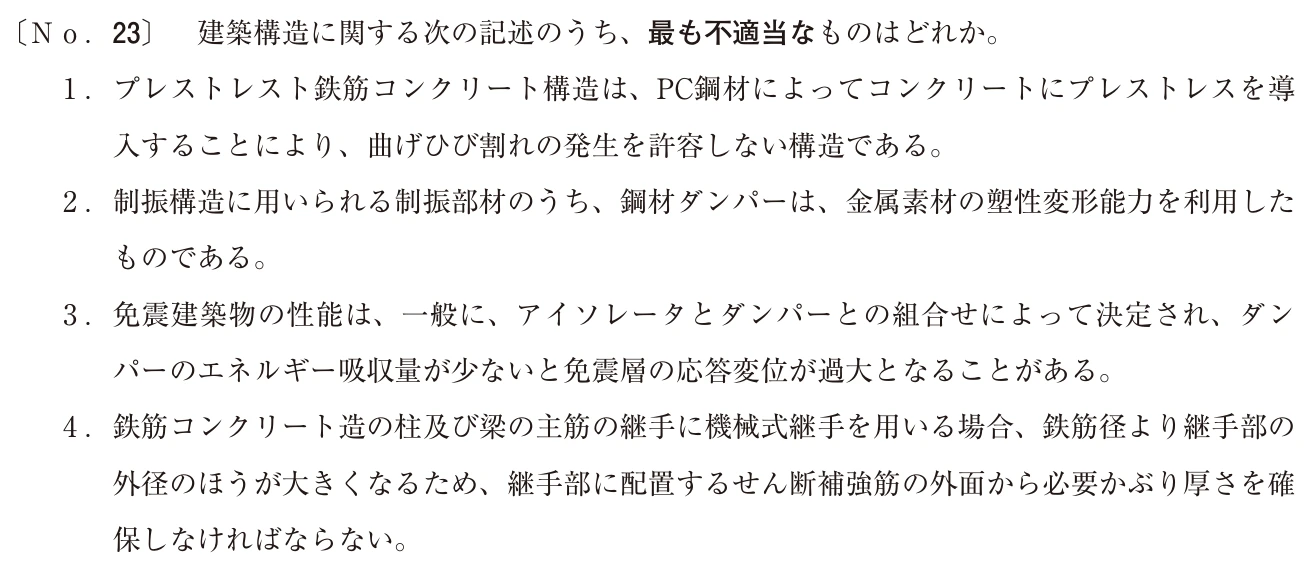 〔No. 23〕 建築構造に関する次の記述のうち、最も不適当なものはどれか。
1. プレストレスト鉄筋コンクリート構造は、PC鋼材によってコンクリートにプレストレスを導
入することにより、曲げひび割れの発生を許容しない構造である。
2. 制振構造に用いられる制振部材のうち、鋼材ダンパーは、金属素材の塑性変形能力を利用した
ものである。
3. 免震建築物の性能は、一般に、アイソレータとダンパーとの組合せによって決定され、ダン
パーのエネルギー吸収量が少ないと免震層の応答変位が過大となることがある。
4. 鉄筋コンクリート造の柱及び梁の主筋の継手に機械式継手を用いる場合、鉄筋径より継手部の
外径のほうが大きくなるため、継手部に配置するせん断補強筋の外面から必要かぶり厚さを確
保しなければならない。